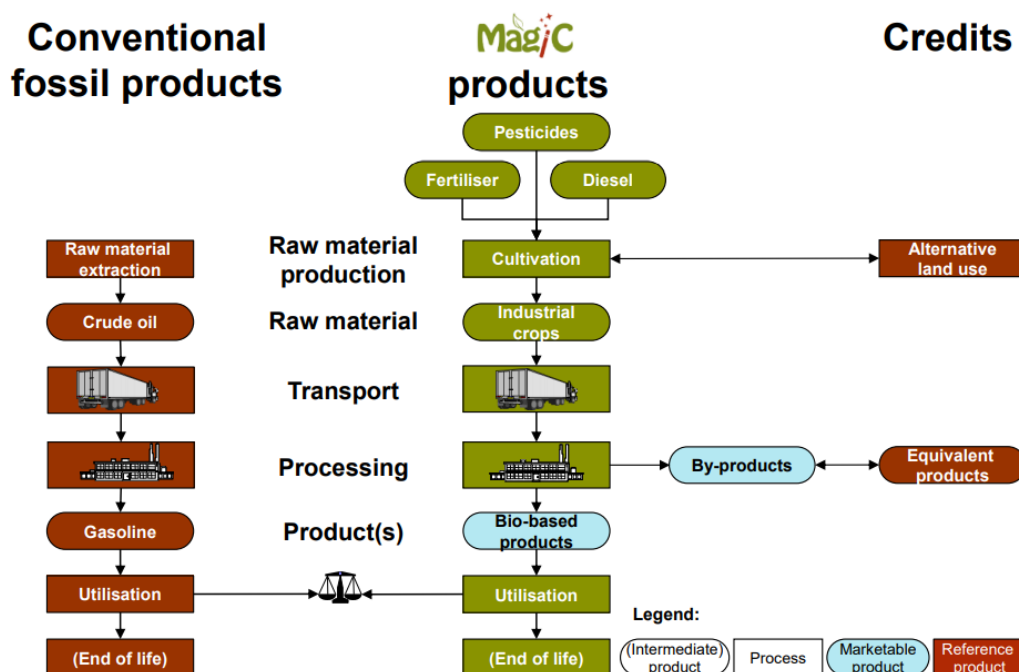 Conventional
fossil products
MagiC
products
Credits
Pesticides
Fertiliser
Diesel
Raw material
extraction
Raw material
production
Cultivation
Alternative
land use
Crude oil
Raw material
Industrial
crops
Transport
Processing
By-products
Equivalent
products
Gasoline
Product(s)
Bio-based
products
Utilisation
Utilisation
Legend:
(End of life)
(End of life)
(Intermediate)
product
Process
Marketable
product
Reference
product